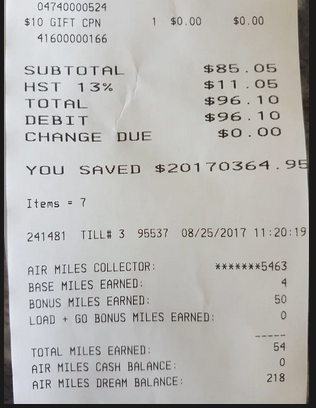 04740000524
$10 GIFT CPN 1 $0.00 $0.00
41600000166
SUBTOTAL $85.05
HST 13% $11.05
TOTAL $96.10
DEBIT $96.10
CHANGE DUE $0.00
YOU SAVED $20170364.95
Items = 7
241481 TILL# 3 95537 08/25/2017 11:20:19
AIR MILES COLLECTOR: *******5463
BASE MILES EARNED: 4
BONUS MILES EARNED: 50
LOAD + GO BONUS MILES EARNED: 0
-----
TOTAL MILES EARNED: 54
AIR MILES CASH BALANCE: 0
AIR MILES DREAM BALANCE: 218